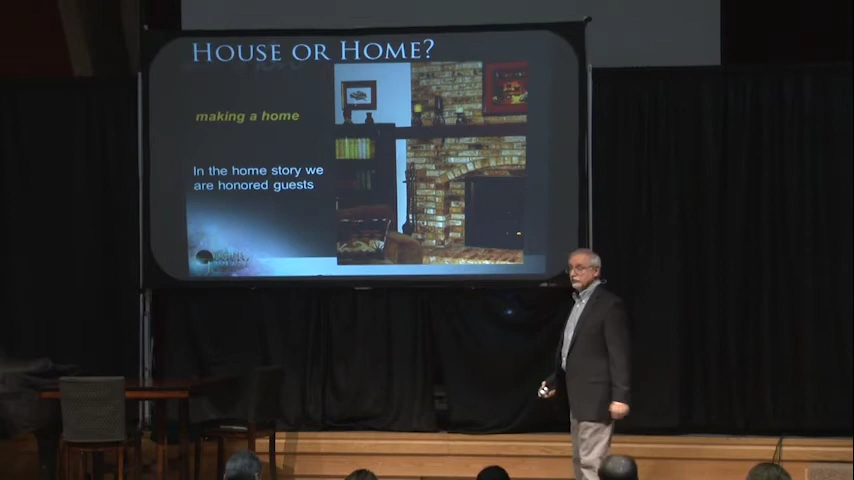 HOUSE OR HOME?
making a home
In the home story we
are honored guests